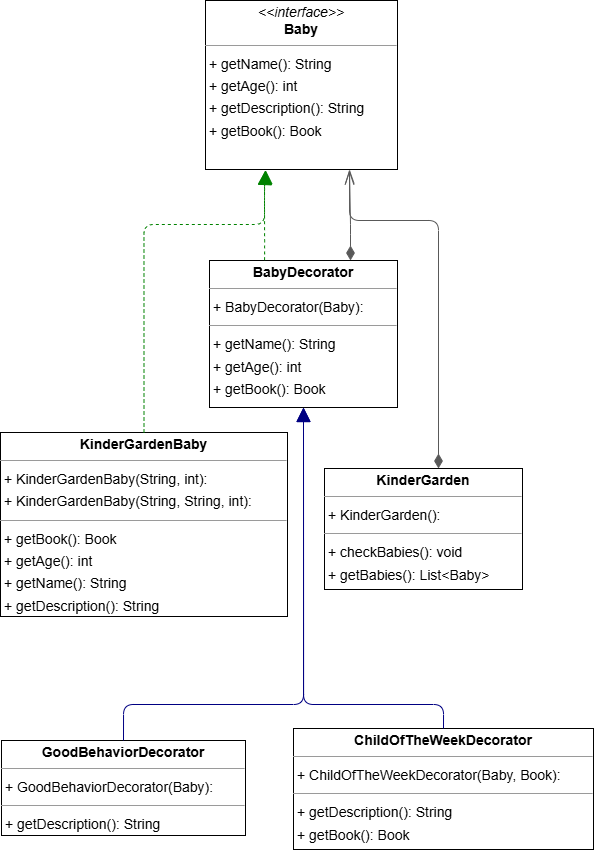 <<interface>>
Baby
+ getName(): String
+ getAge(): int
+ getDescription(): String
+ getBook(): Book
BabyDecorator
+ BabyDecorator(Baby):
+ getName(): String
+ getAge(): int
+ getBook(): Book
KinderGardenBaby
+ KinderGardenBaby(String, int):
+ KinderGardenBaby(String, String, int):
+ getBook(): Book
+ getAge(): int
+ getName(): String
+ getDescription(): String
KinderGarden
+ KinderGarden():
+ checkBabies(): void
+ getBabies(): List<Baby>
GoodBehaviorDecorator
+ GoodBehaviorDecorator(Baby):
+ getDescription(): String
ChildOfTheWeekDecorator
+ ChildOfTheWeekDecorator(Baby, Book):
+ getDescription(): String
+ getBook(): Book